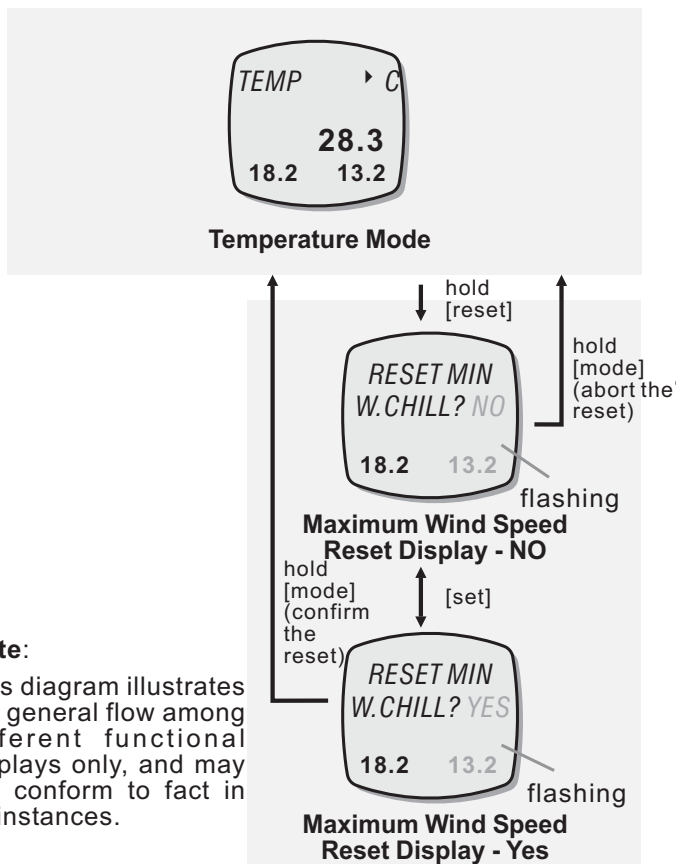 TEMP C
28.3
18.2 13.2
Temperature Mode
hold
[reset]
RESET MIN
W.CHILL? NO
18.2 13.2
hold
[mode]
(abort the
reset)
flashing
Maximum Wind Speed
Reset Display - NO
hold
[mode]
(confirm
the
reset)
[set]
RESET MIN
W.CHILL? YES
18.2 13.2
flashing
Maximum Wind Speed
Reset Display - Yes
te:
s diagram illustrates
general flow among
ferent functional
plays only, and may
conform to fact in
instances.